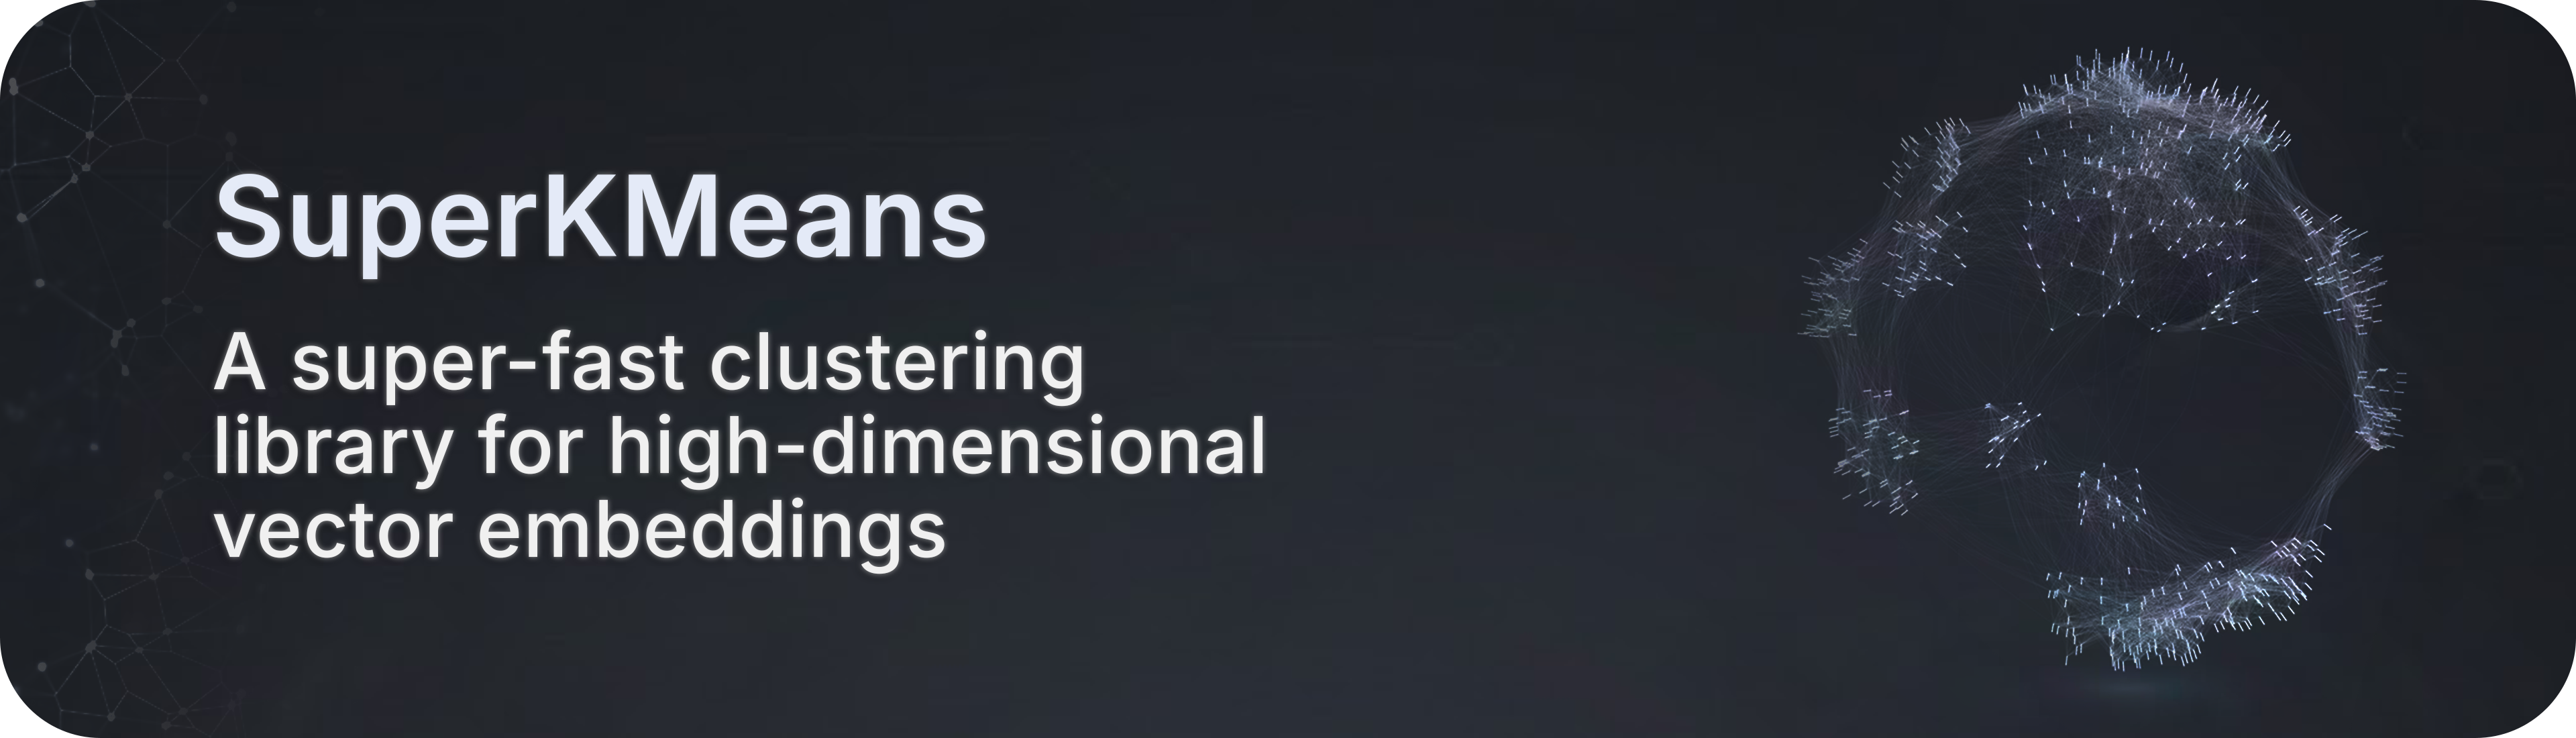 SuperKMeans
A super-fast clustering
library for high-dimensional
vector embeddings